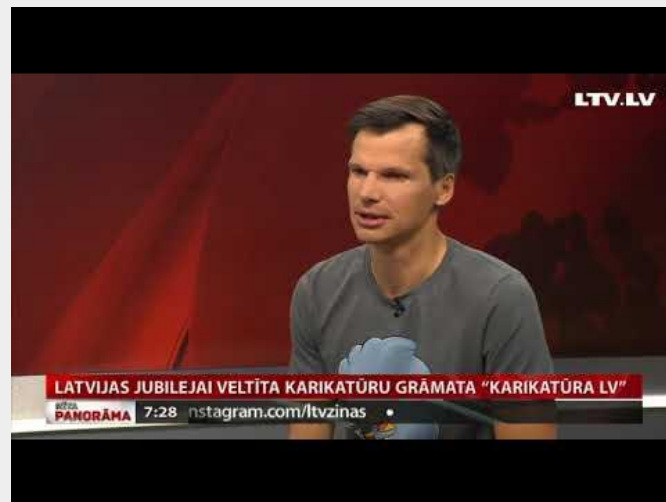 LTV.LV
LATVIJAS JUBILEJAI VELTĪTA KARIKATŪRU GRĀMATA “KARIKATŪRA LV”
RĪTA
PANORĀMA 7:28 nstagram.com/ltvzinas •